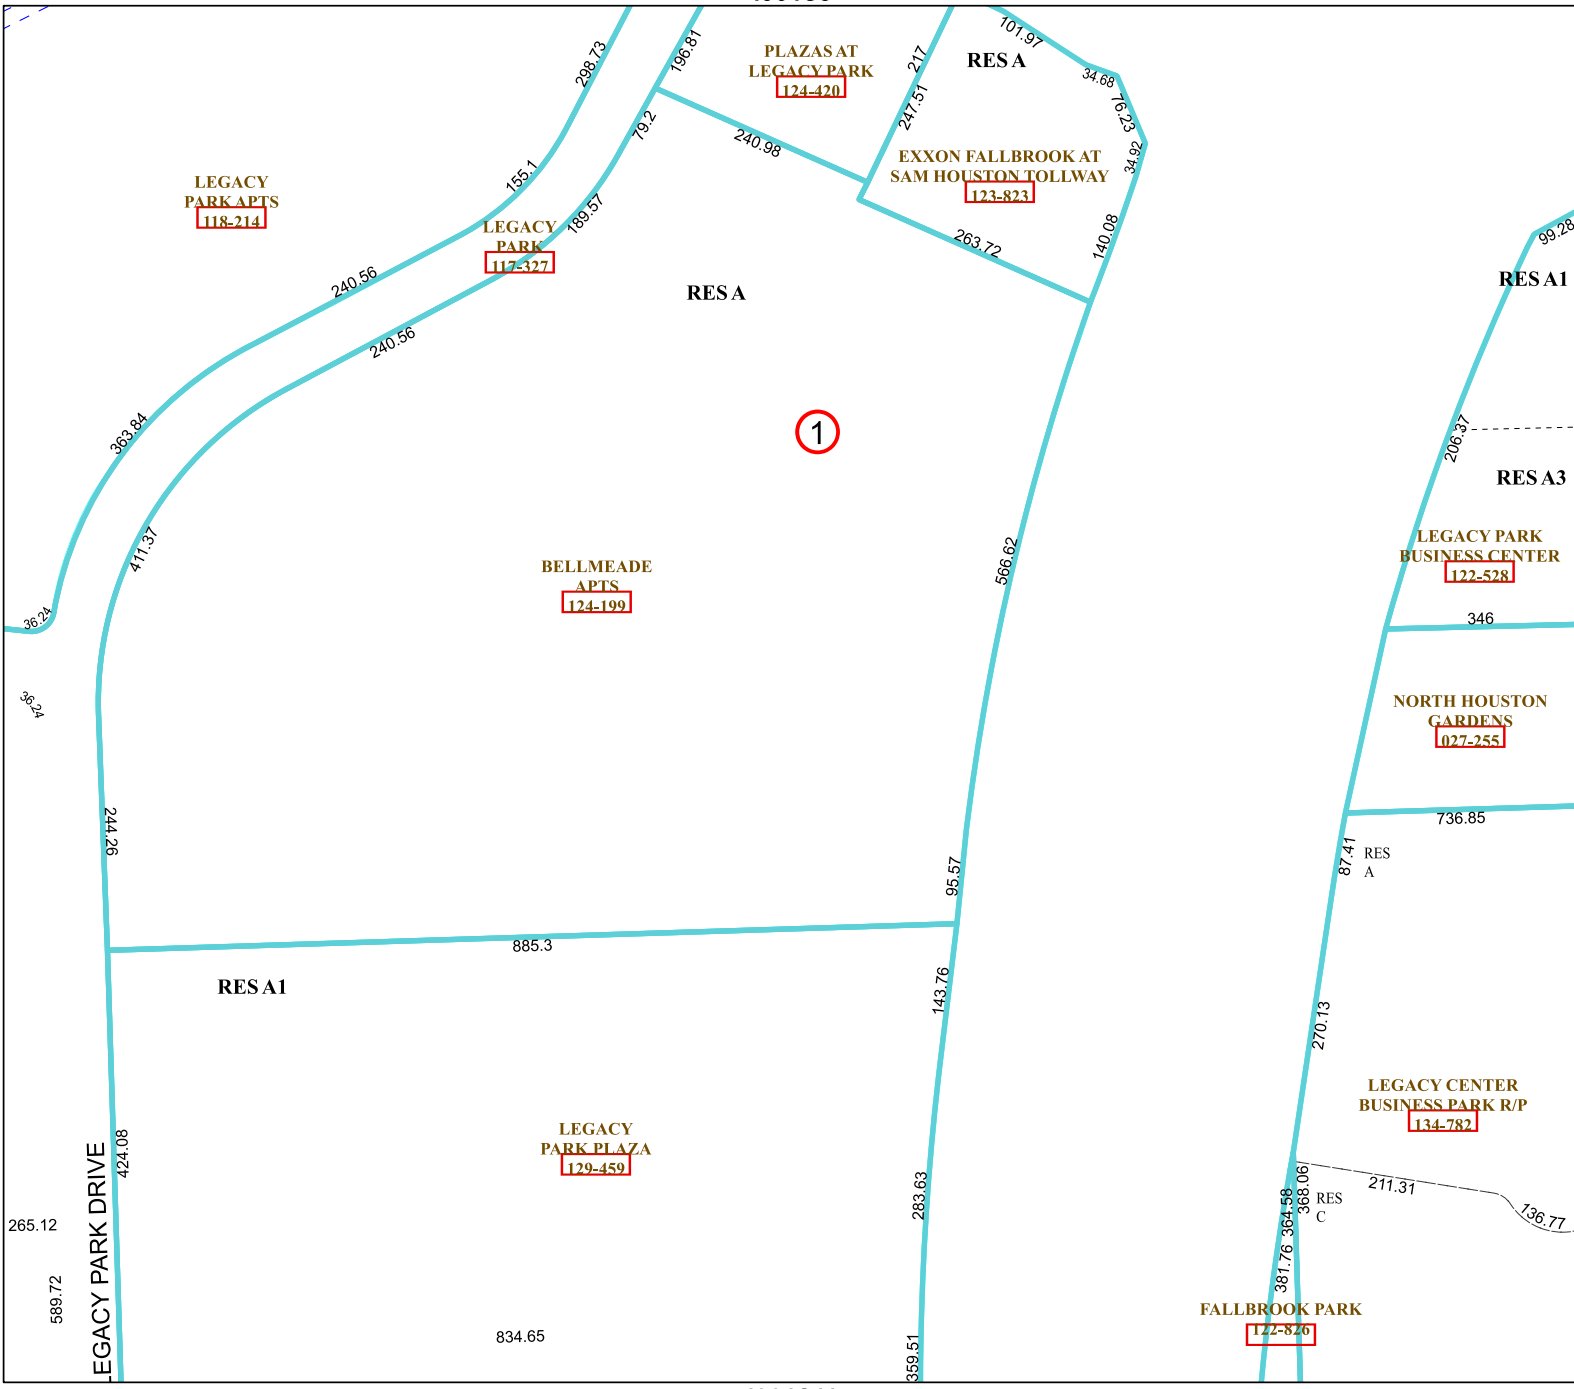 101.97
298.73
196.81
217
PLAZAS AT
LEGACY PARK
124-420
RES A
34.68
76.23
247.51
79.2
240.98
34.92
EXXON FALLBROOK AT
SAM HOUSTON TOLLWAY
123-823
155.1
LEGACY
PARK APTS
118-214
189.57
LEGACY
PARK
117-327
263.72
140.08
99.28
240.56
RES A
RES A1
240.56
363.84
1
206.37
RES A3
411.37
566.62
LEGACY PARK
BUSINESS CENTER
122-528
BELLMEADE
APTS
124-199
36.24
346
36.24
NORTH HOUSTON
GARDENS
027-255
244.26
736.85
95.57
87.41
RES
A
885.3
RES A1
143.76
270.13
LEGACY CENTER
BUSINESS PARK R/P
134-782
LEGACY
PARK PLAZA
129-459
424.08
LEGACY PARK DRIVE
283.63
364.58
368.06
211.31
RES
C
136.77
265.12
381.76
589.72
FALLBROOK PARK
122-826
834.65
359.51